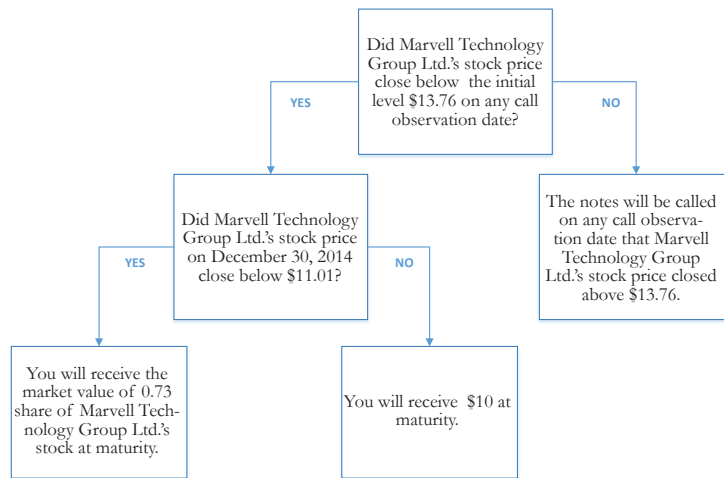 Did Marvell Technology
Group Ltd.'s stock price
close below the initial
level $13.76 on any call
observation date?
YES
NO
Did Marvell Technology
Group Ltd.'s stock price
on December 30, 2014
close below $11.01?
The notes will be called
on any call observa-
tion date that Marvell
Technology Group
Ltd.'s stock price closed
above $13.76.
YES
NO
You will receive the
market value of 0.73
share of Marvell Tech-
nology Group Ltd.'s
stock at maturity.
You will receive $10 at
maturity.